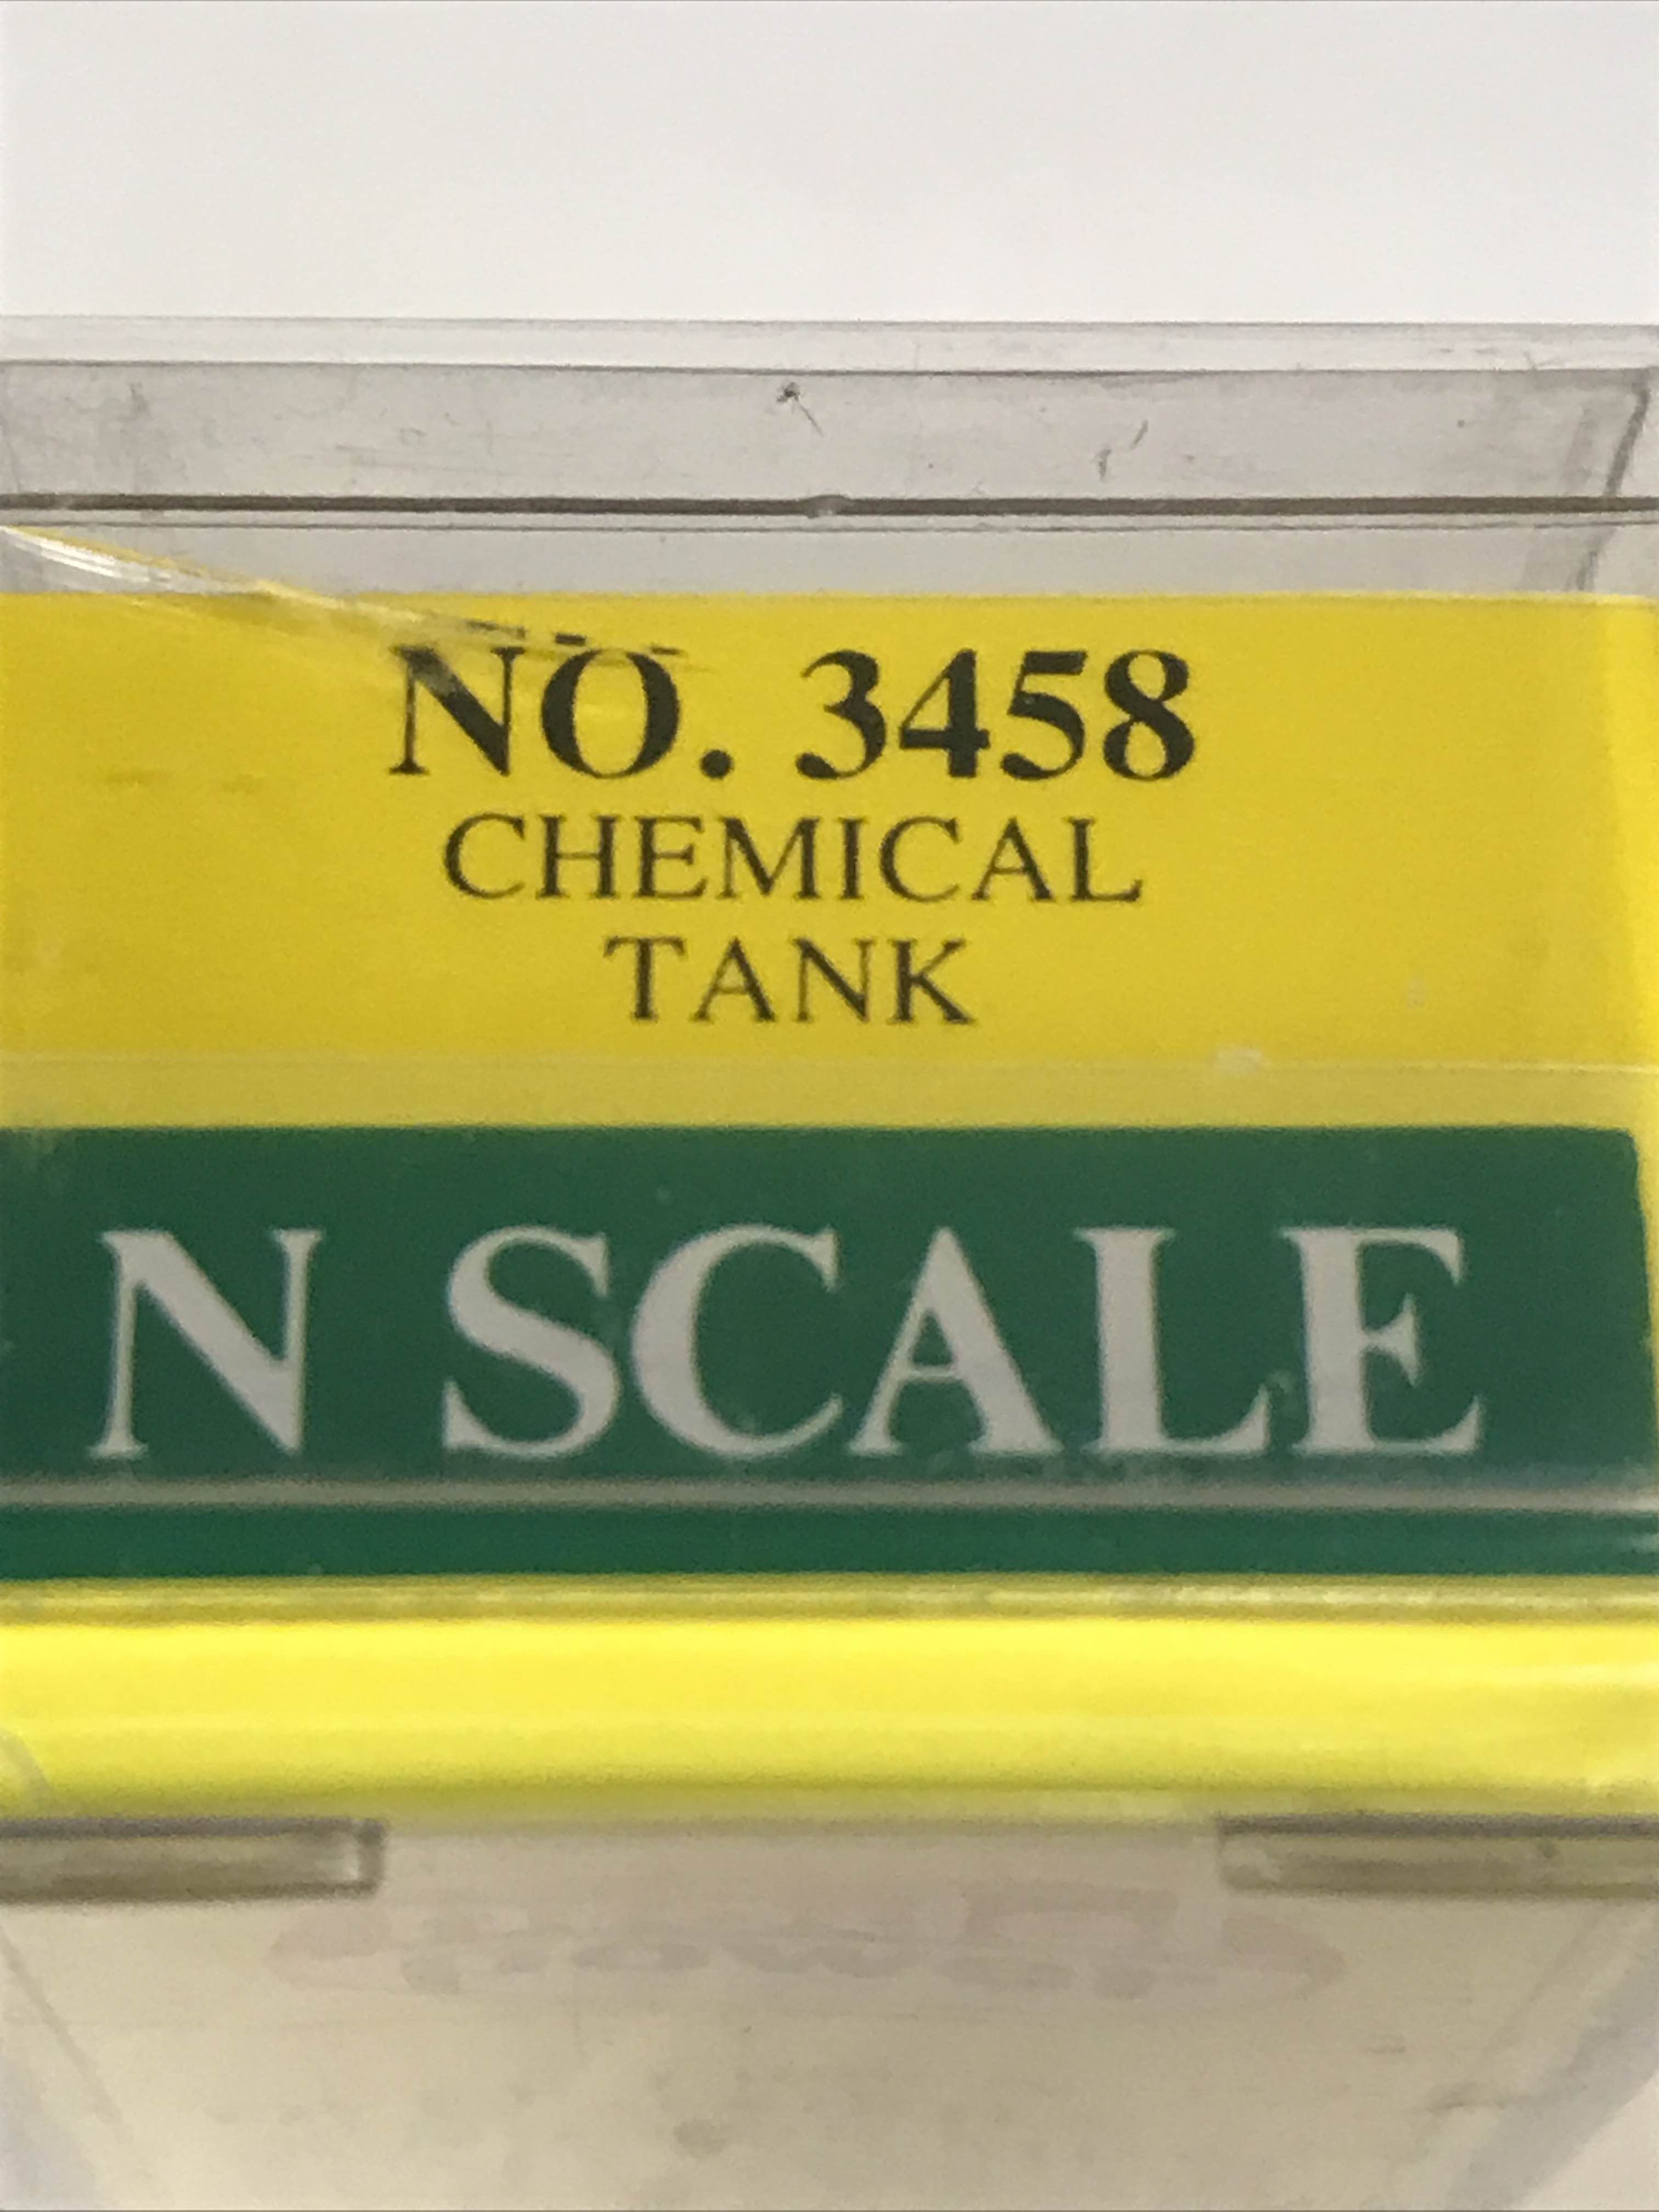 NO. 3458
CHEMICAL
TANK
N SCALE